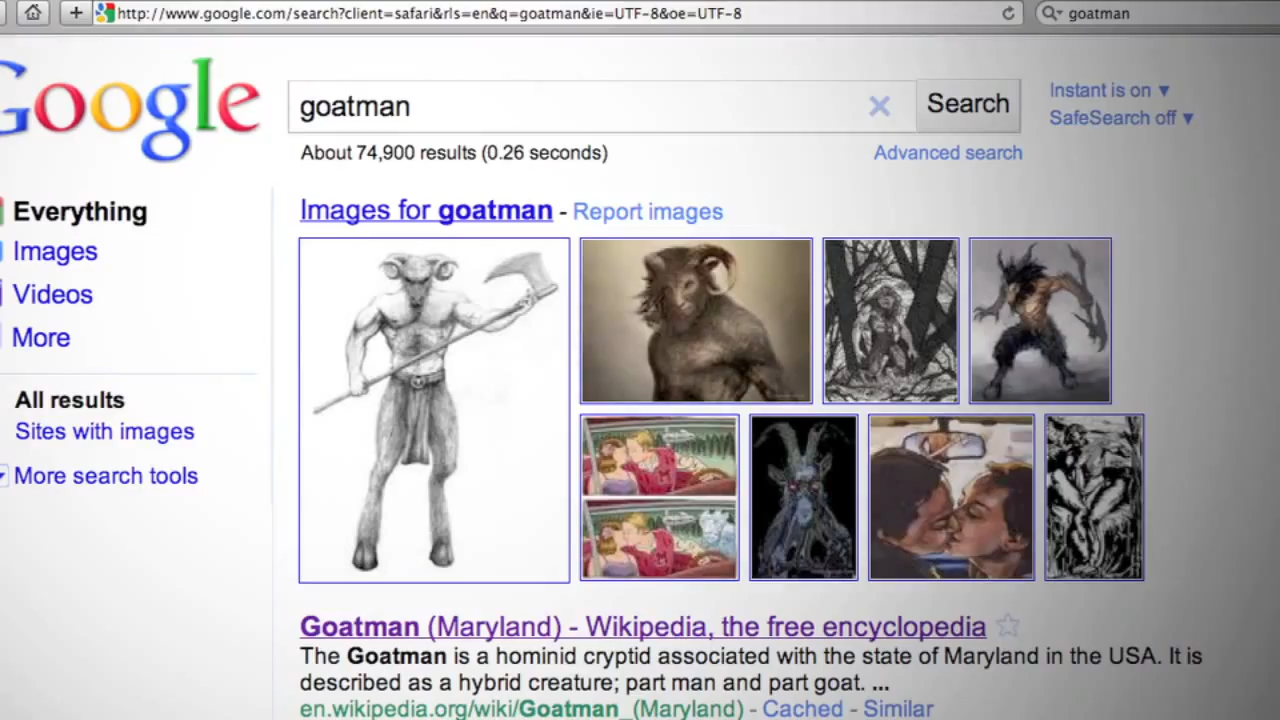 http://www.google.com/search?client=safari&rls=en&q=goatman&ie=UTF-8&oe=UTF-8
goatman
Google
goatman
Search
Instant is on ▼
SafeSearch off ▼
About 74,900 results (0.26 seconds)
Advanced search
Everything
Images
Videos
More
All results
Sites with images
More search tools
Images for goatman - Report images
Goatman (Maryland) - Wikipedia, the free encyclopedia
The Goatman is a hominid cryptid associated with the state of Maryland in the USA. It is
described as a hybrid creature; part man and part goat. ...
en.wikipedia.org/wiki/Goatman_(Maryland) - Cached - Similar